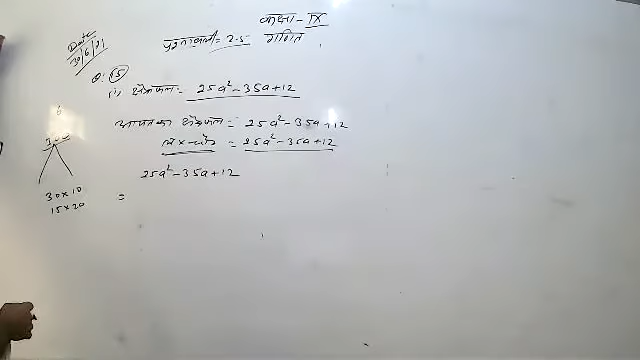 कक्षा - IX
Date 30/6/21
प्रश्नावली = 2.5 गणित
Q. 15
(i) क्षेत्रफल = 25a² - 35a + 12
आयत का क्षेत्रफल = 25a² - 35a + 12
ल × चौ = 25a² - 35a + 12
25a² - 35a + 12
300
30 × 10
15 × 20
=